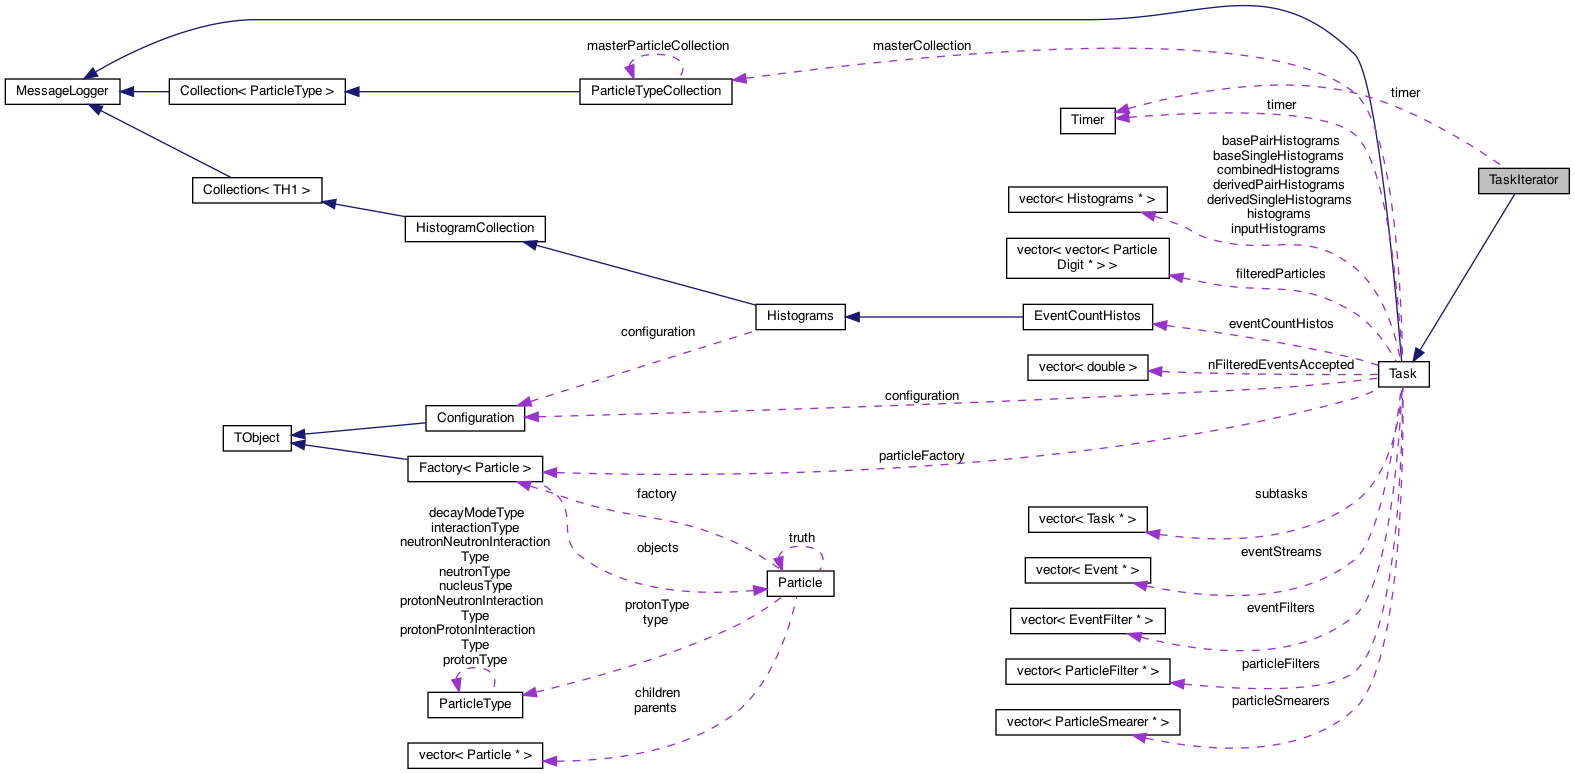 masterParticleCollection
masterCollection
MessageLogger
Collection< ParticleType >
ParticleTypeCollection
timer
timer
Timer
TaskIterator
basePairHistograms
baseSingleHistograms
combinedHistograms
derivedPairHistograms
derivedSingleHistograms
histograms
inputHistograms
Collection< TH1 >
vector< Histograms * >
HistogramCollection
vector< vector< Particle
Digit * > >
filteredParticles
Histograms
EventCountHistos
eventCountHistos
configuration
vector< double >
nFilteredEventsAccepted
Task
configuration
Configuration
TObject
Factory< Particle >
particleFactory
factory
subtasks
decayModeType
interactionType
neutronNeutronInteraction
Type
neutronType
nucleusType
protonNeutronInteraction
Type
protonProtonInteraction
Type
protonType
vector< Task * >
truth
objects
eventStreams
vector< Event * >
Particle
protonType
type
eventFilters
vector< EventFilter * >
particleFilters
vector< ParticleFilter * >
children
parents
ParticleType
particleSmearers
vector< ParticleSmearer * >
vector< Particle * >